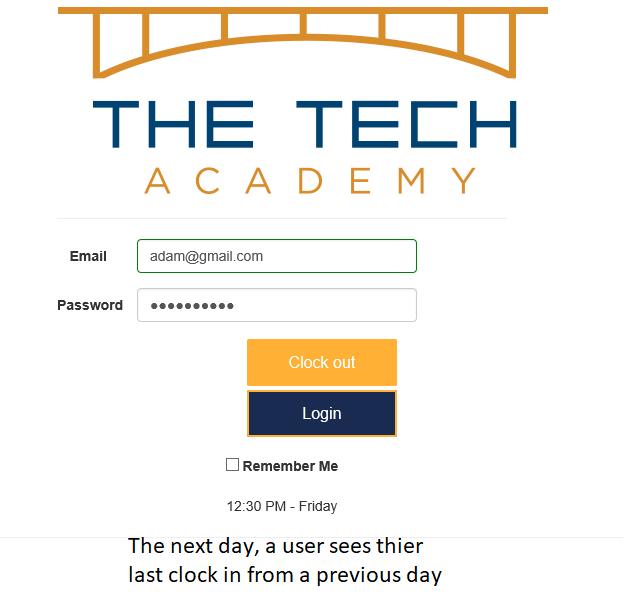 THE TECH
ACADEMY
Email adam@gmail.com
Password ••••••••••
Clock out
Login
Remember Me
12:30 PM - Friday
The next day, a user sees thier
last clock in from a previous day